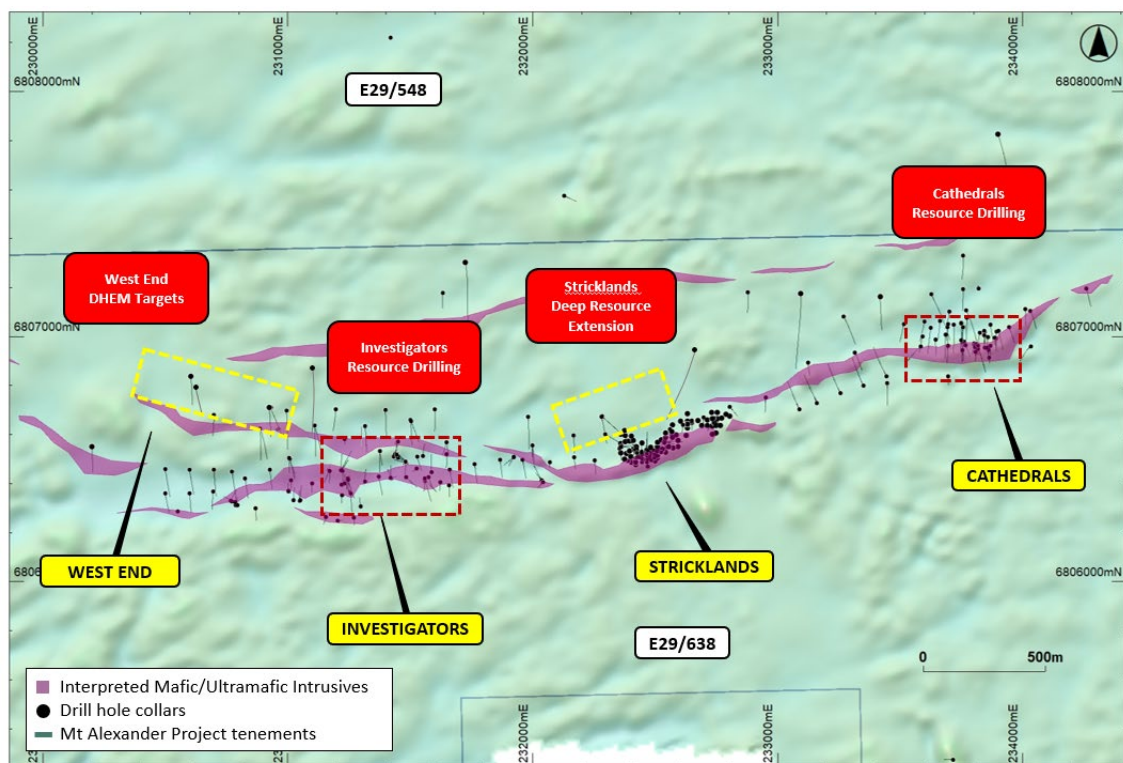 230000mE
231000mE
232000mE
233000mE
234000mE
6808000mN
6808000mN
E29/548
Cathedrals
Resource Drilling
West End
DHEM Targets
Stricklands
Deep Resource
Extension
6807000mN
6807000mN
Investigators
Resource Drilling
CATHEDRALS
WEST END
STRICKLANDS
6806000mN
INVESTIGATORS
E29/638
0 500m
Interpreted Mafic/Ultramafic Intrusives
Drill hole collars
Mt Alexander Project tenements
232000mE
233000mE
234000mE